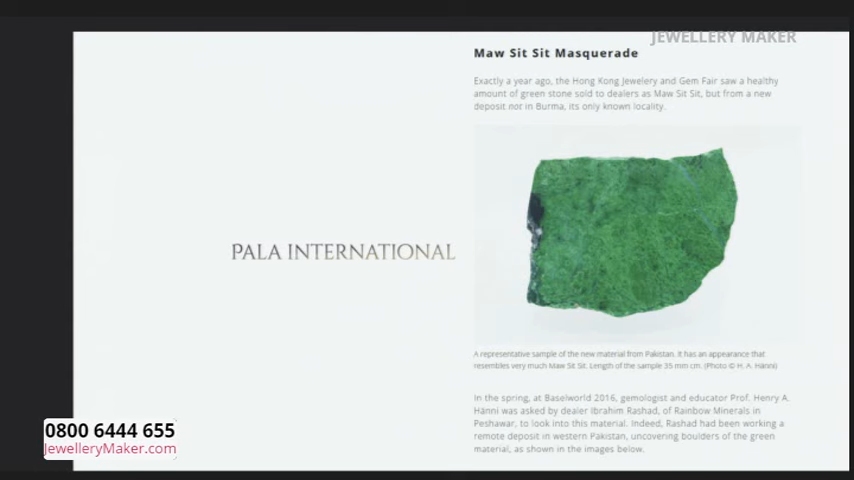 JEWELLERY MAKER
Maw Sit Sit Masquerade
Exactly a year ago, the Hong Kong Jewelery and Gem Fair saw a healthy
amount of green stone sold to dealers as Maw Sit Sit, but from a new
deposit not in Burma, its only known locality.
PALA INTERNATIONAL
A representative sample of the new material from Pakistan. It has an appearance that
resembles very much Maw Sit Sit. Length of the sample 35 mm cm. (Photo © H. A. Hänni)
In the spring, at Baselworld 2016, gemologist and educator Prof. Henry A.
Hänni was asked by dealer Ibrahim Rashad, of Rainbow Minerals in
Peshawar, to look into this material. Indeed, Rashad had been working a
remote deposit in western Pakistan, uncovering boulders of the green
material, as shown in the images below.
0800 6444 655
JewelleryMaker.com